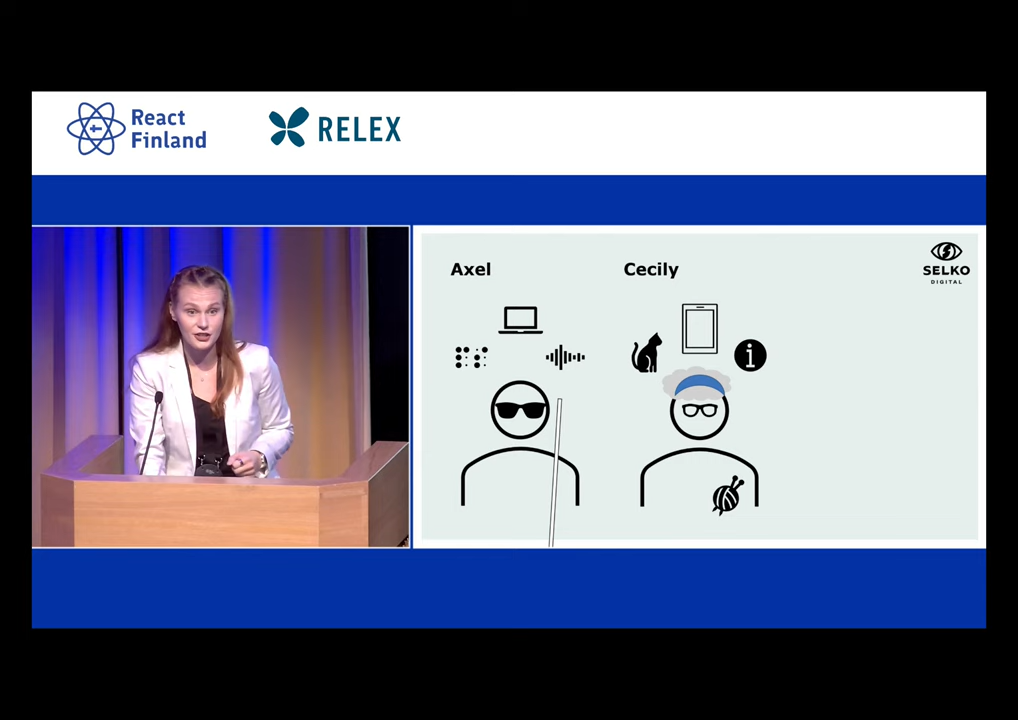 React
Finland
RELEX
Axel
Cecily
SELKO
DIGITAL